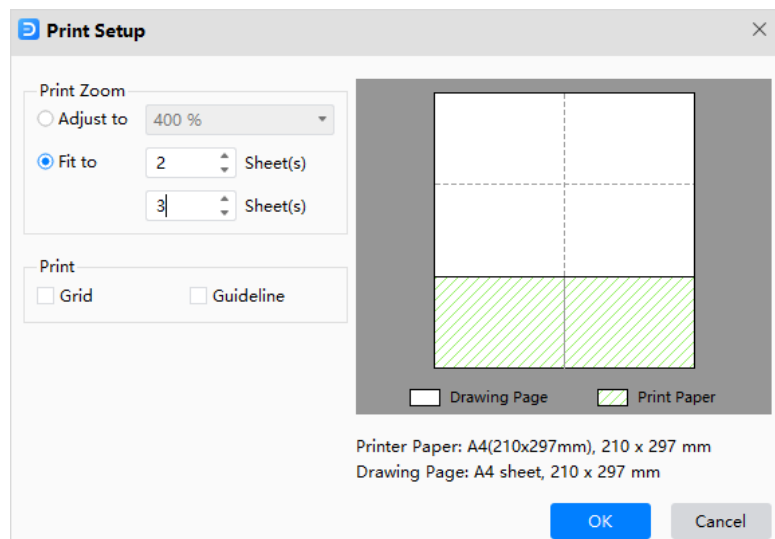 Print Setup
Print Zoom
Adjust to 400 %
Fit to 2 Sheet(s)
3 Sheet(s)
Print
Grid Guideline
Drawing Page Print Paper
Printer Paper: A4(210x297mm), 210 x 297 mm
Drawing Page: A4 sheet, 210 x 297 mm
OK Cancel